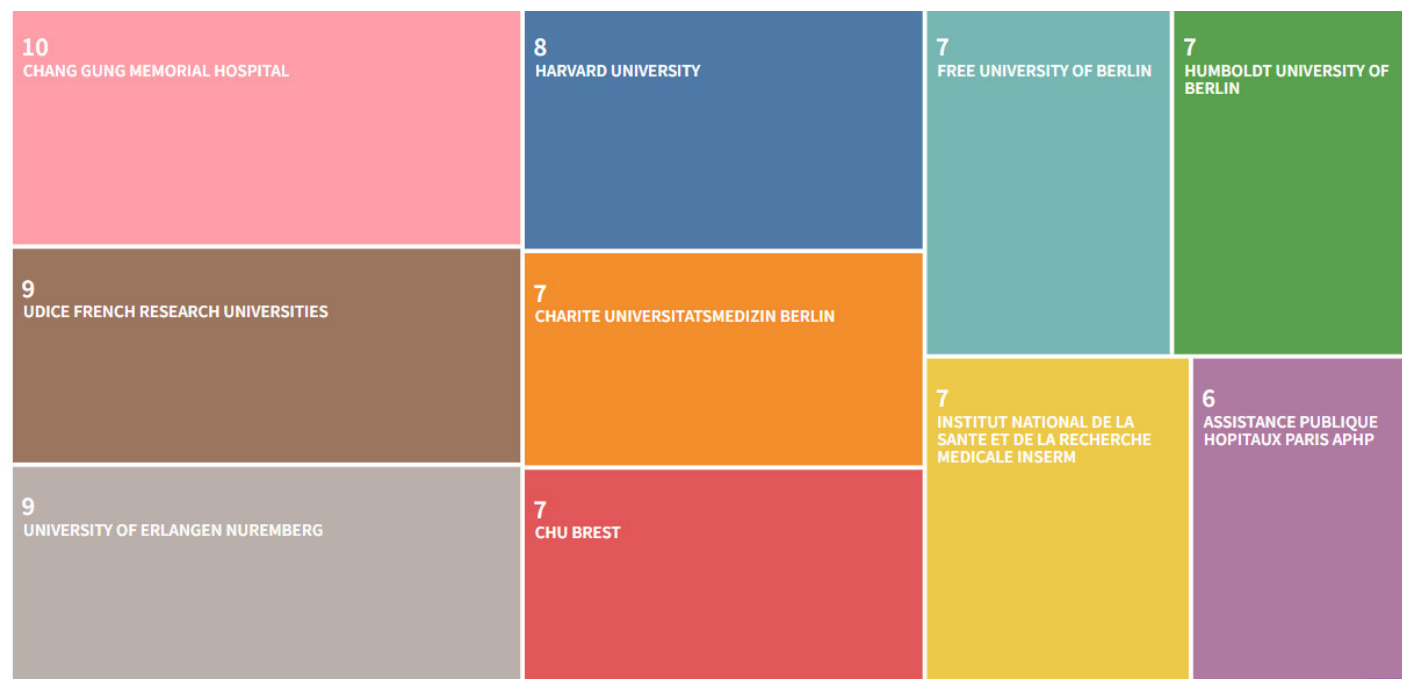 10
CHANG GUNG MEMORIAL HOSPITAL
9
UDICE FRENCH RESEARCH UNIVERSITIES
9
UNIVERSITY OF ERLANGEN NUREMBERG
8
HARVARD UNIVERSITY
7
CHARITE UNIVERSITATSMEDIZIN BERLIN
7
CHU BREST
7
FREE UNIVERSITY OF BERLIN
7
HUMBOLDT UNIVERSITY OF
BERLIN
7
INSTITUT NATIONAL DE LA
SANTE ET DE LA RECHERCHE
MEDICALE INSERM
6
ASSISTANCE PUBLIQUE
HOPITAUX PARIS APHP